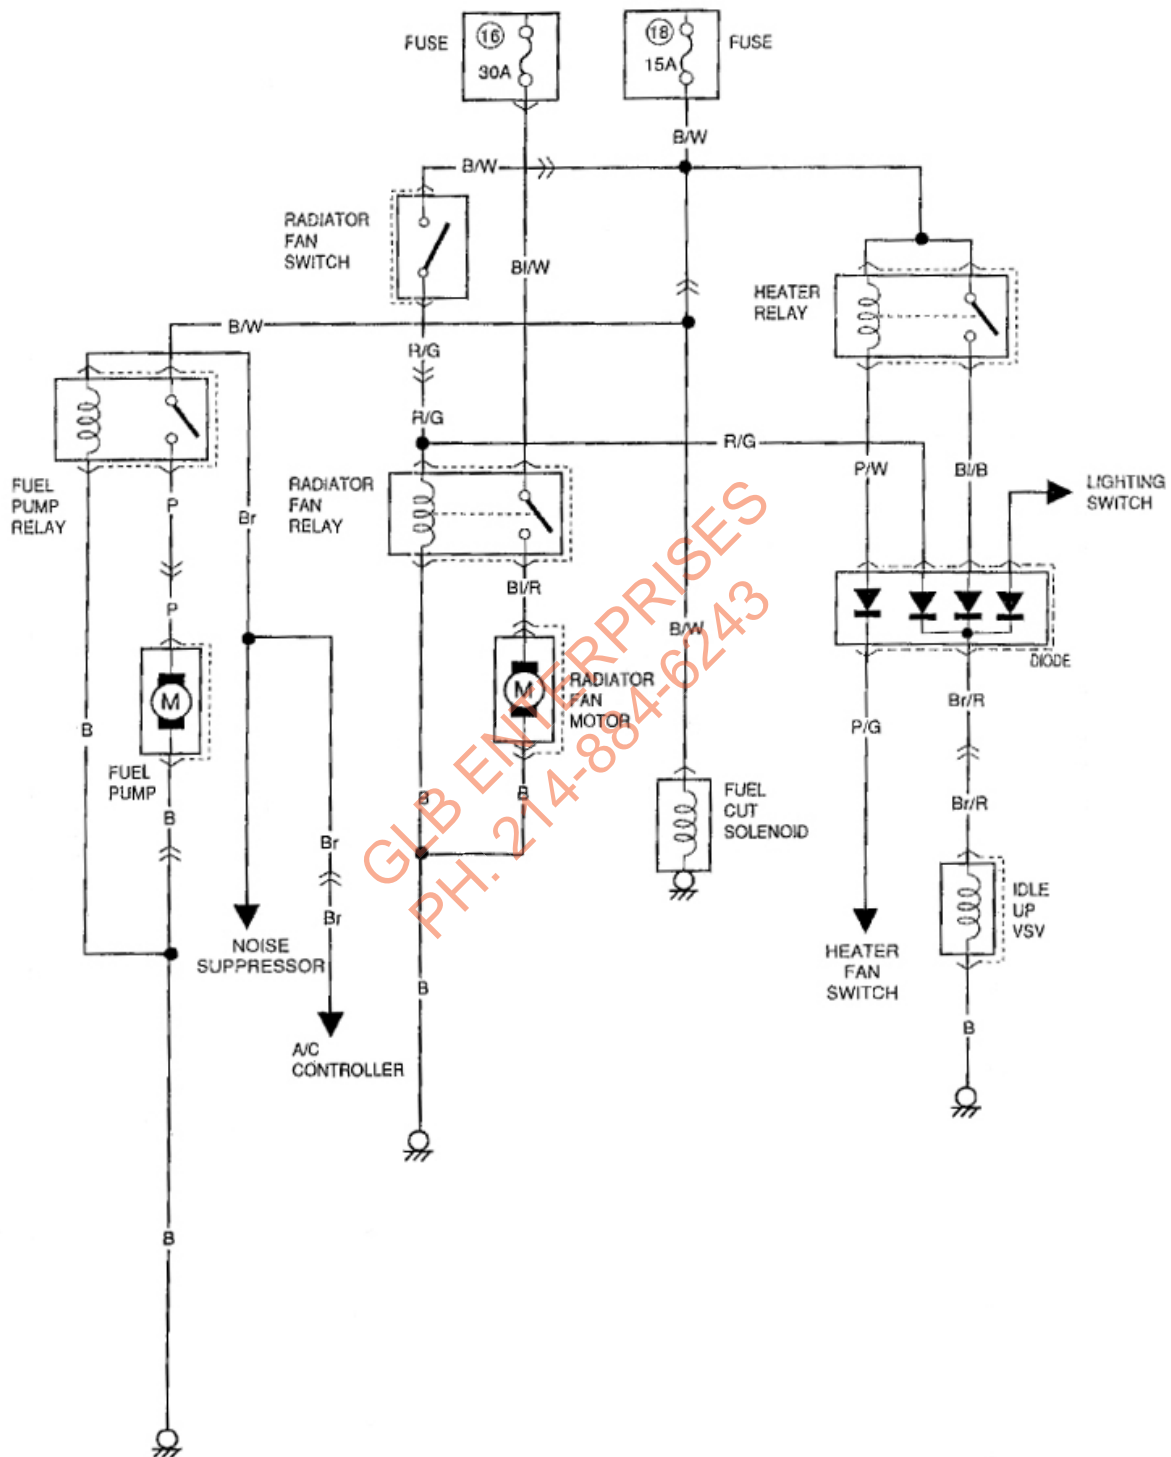 FUSE
16
30A
18
15A
FUSE
B/W
B/W
RADIATOR
FAN
SWITCH
Bl/W
HEATER
RELAY
B/W
R/G
R/G
R/G
P/W
Bl/B
LIGHTING
SWITCH
FUEL
PUMP
RELAY
P
Br
RADIATOR
FAN
RELAY
Bl/R
P
B/W
DIODE
M
M
RADIATOR
FAN
MOTOR
Br/R
P/G
B
FUEL
PUMP
B
B
B
FUEL
CUT
SOLENOID
Br/R
Br
Br
IDLE
UP
VSV
NOISE
SUPPRESSOR
HEATER
FAN
SWITCH
B
B
A/C
CONTROLLER
B
GLB ENTERPRISES
PH. 214-884-6243